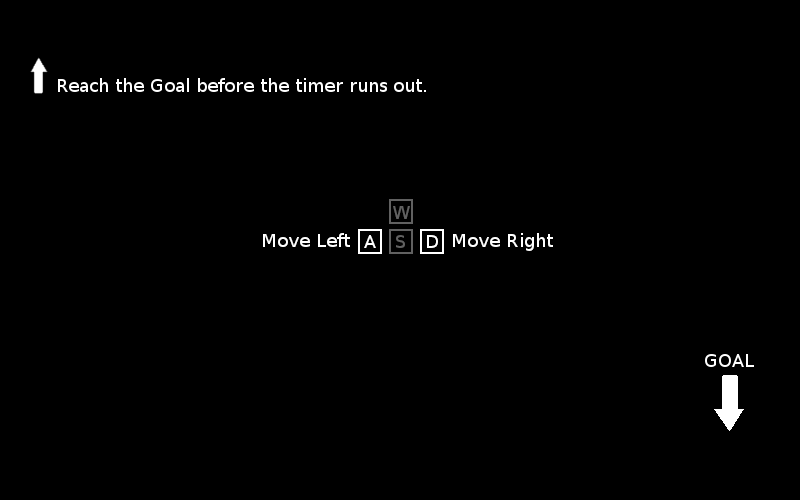 Reach the Goal before the timer runs out.
W
Move Left A S D Move Right
GOAL